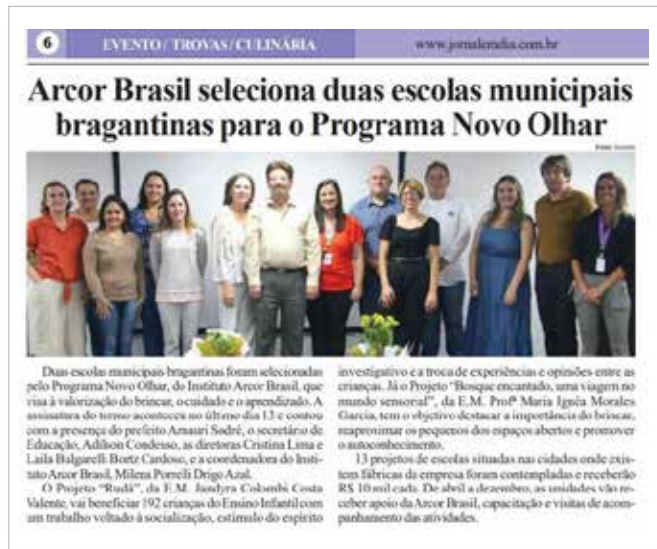 6
EVENTO / TROVAS / CULINÁRIA
www.jornalemdia.com.br
Arcor Brasil seleciona duas escolas municipais
bragantinas para o Programa Novo Olhar
Duas escolas municipais bragantinas foram selecionadas
pelo Programa Novo Olhar, do Instituto Arcor Brasil, que
visa à valorização do brincar, o cuidado e o aprendizado. A
assinatura do termo aconteceu no último dia 13 e contou
com a presença do prefeito Amauri Sodré, o secretário de
Educação, Adilson Condesso, as diretoras Cristina Lima e
Laila Bulgarelli Bortz Cardoso, e a coordenadora do Insti-
tuto Arcor Brasil, Milena Porrelli Drigo Azal.
O Projeto “Rudá”, da E.M. Jandyra Colombi Costa
Valente, vai beneficiar 192 crianças do Ensino Infantil com
um trabalho voltado à socialização, estímulo do espírito
investigativo e a troca de experiências e opiniões entre as
crianças. Já o Projeto “Bosque encantado, uma viagem no
mundo sensorial”, da E.M. Profª Maria Ignêa Morales
Garcia, tem o objetivo destacar a importância do brincar,
reaproximar os pequenos dos espaços abertos e promover
o autoconhecimento.
13 projetos de escolas situadas nas cidades onde exis-
tem fábricas da empresa foram contempladas e receberão
R$ 10 mil cada. De abril a dezembro, as unidades vão re-
ceber apoio da Arcor Brasil, capacitação e visitas de acom-
panhamento das atividades.